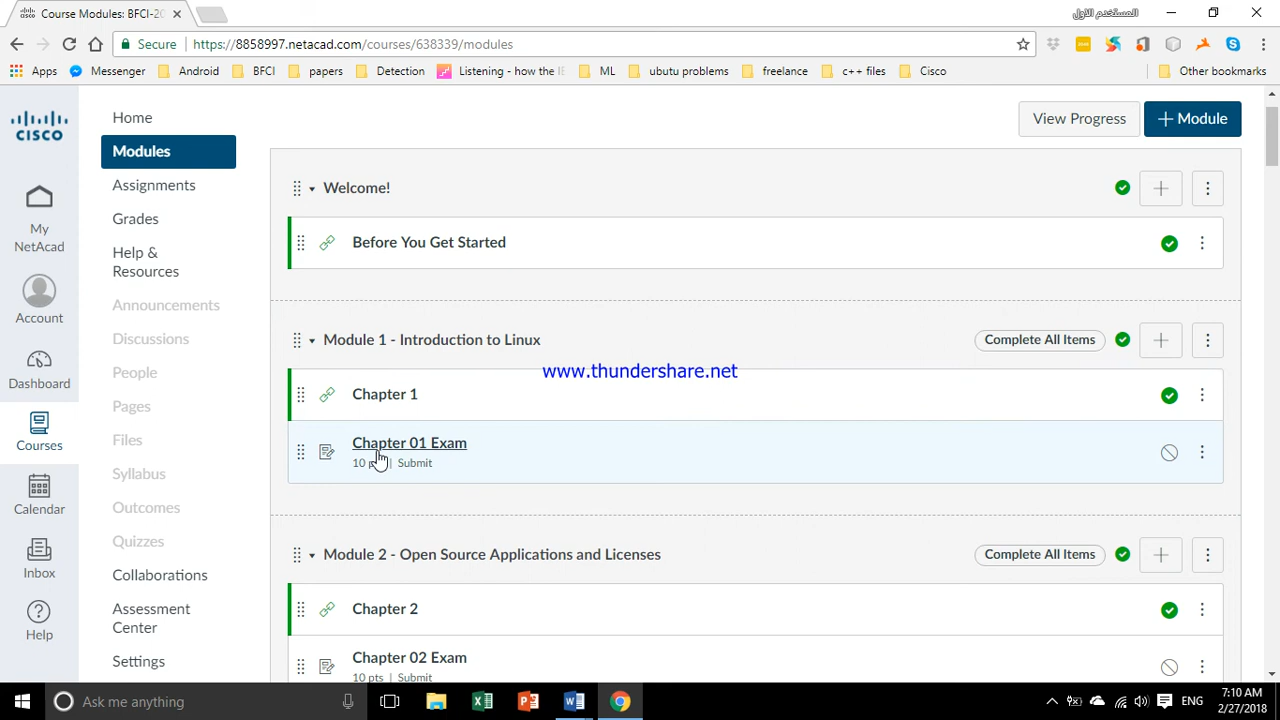 Course Modules: BFCI-20
المستخدم الاول
Secure
https://8858997.netacad.com/courses/638339/modules
Apps
Messenger
Android
BFCI
papers
Detection
Listening : how the IE
ML
ubutu problems
freelance
c++ files
Cisco
Other bookmarks
CISCO
My
NetAcad
Account
Dashboard
Courses
Calendar
Inbox
Help
Home
Modules
Assignments
Grades
Help &
Resources
Announcements
Discussions
People
Pages
Files
Syllabus
Outcomes
Quizzes
Collaborations
Assessment
Center
Settings
View Progress
+ Module
Welcome!
Before You Get Started
Module 1 - Introduction to Linux
Complete All Items
www.thundershare.net
Chapter 1
Chapter 01 Exam
10 pts | Submit
Module 2 - Open Source Applications and Licenses
Complete All Items
Chapter 2
Chapter 02 Exam
10 pts | Submit
Ask me anything
ENG
7:10 AM
2/27/2018